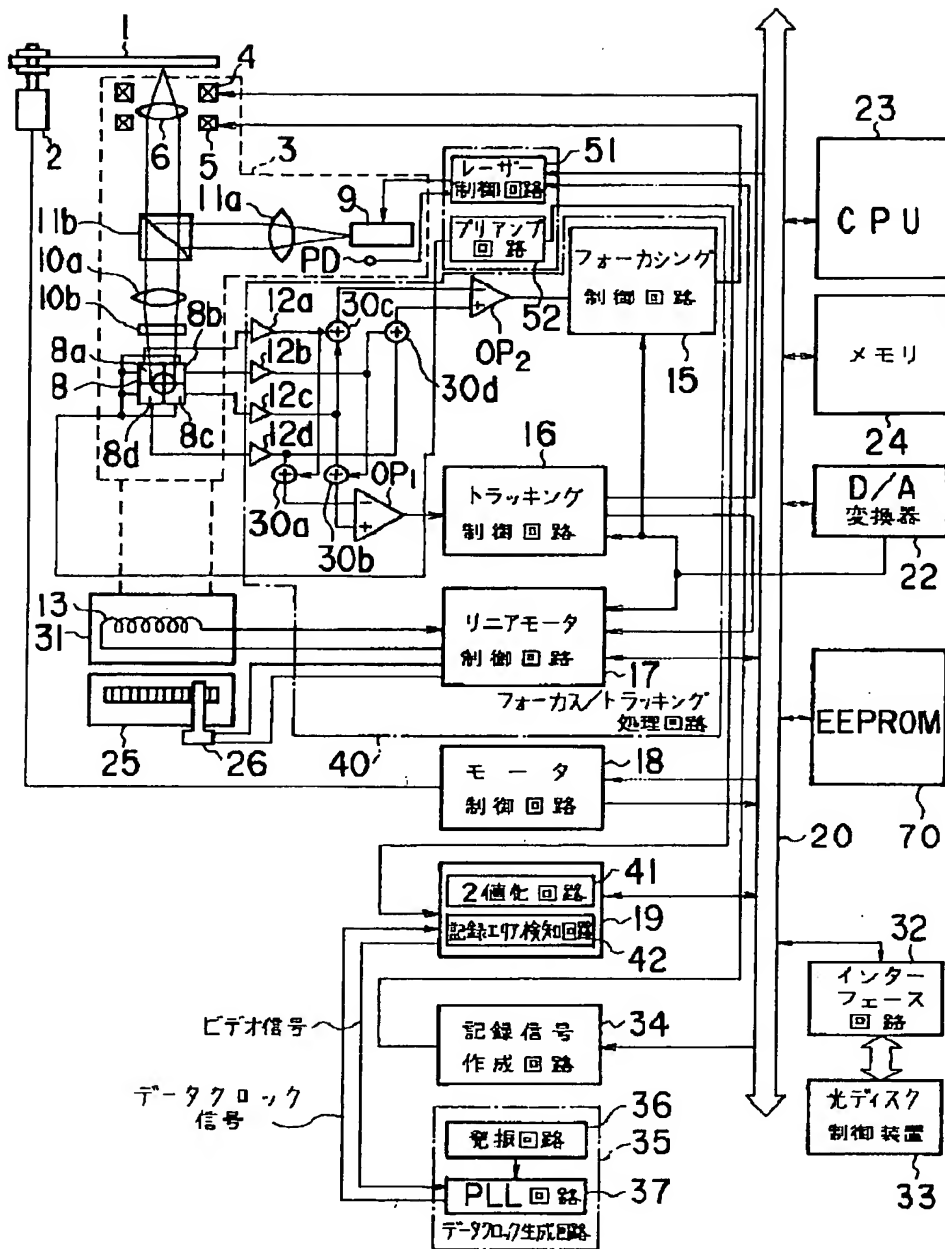 1
2
3
4
5
6
11b
11a
9
PD
10a
10b
8a
8b
8
8d
8c
12a
12b
12c
12d
30c
30d
30a
30b
OP1
OP2
51
レーザー
制御回路
プリアンプ
回路
52
フォーカシング
制御回路
15
16
トラッキング
制御回路
リニアモータ
制御回路
17
フォーカス/トラッキング
処理回路
13
31
25
26
40
モータ
制御回路
18
2値化回路
41
記録エリア検知回路
19
42
ビデオ信号
データクロック
信号
記録信号
作成回路
34
発振回路
36
35
PLL回路
37
データクロック生成回路
23
CPU
メモリ
24
D/A
変換器
22
EEPROM
70
20
32
インター
フェース
回路
光ディスク
制御装置
33